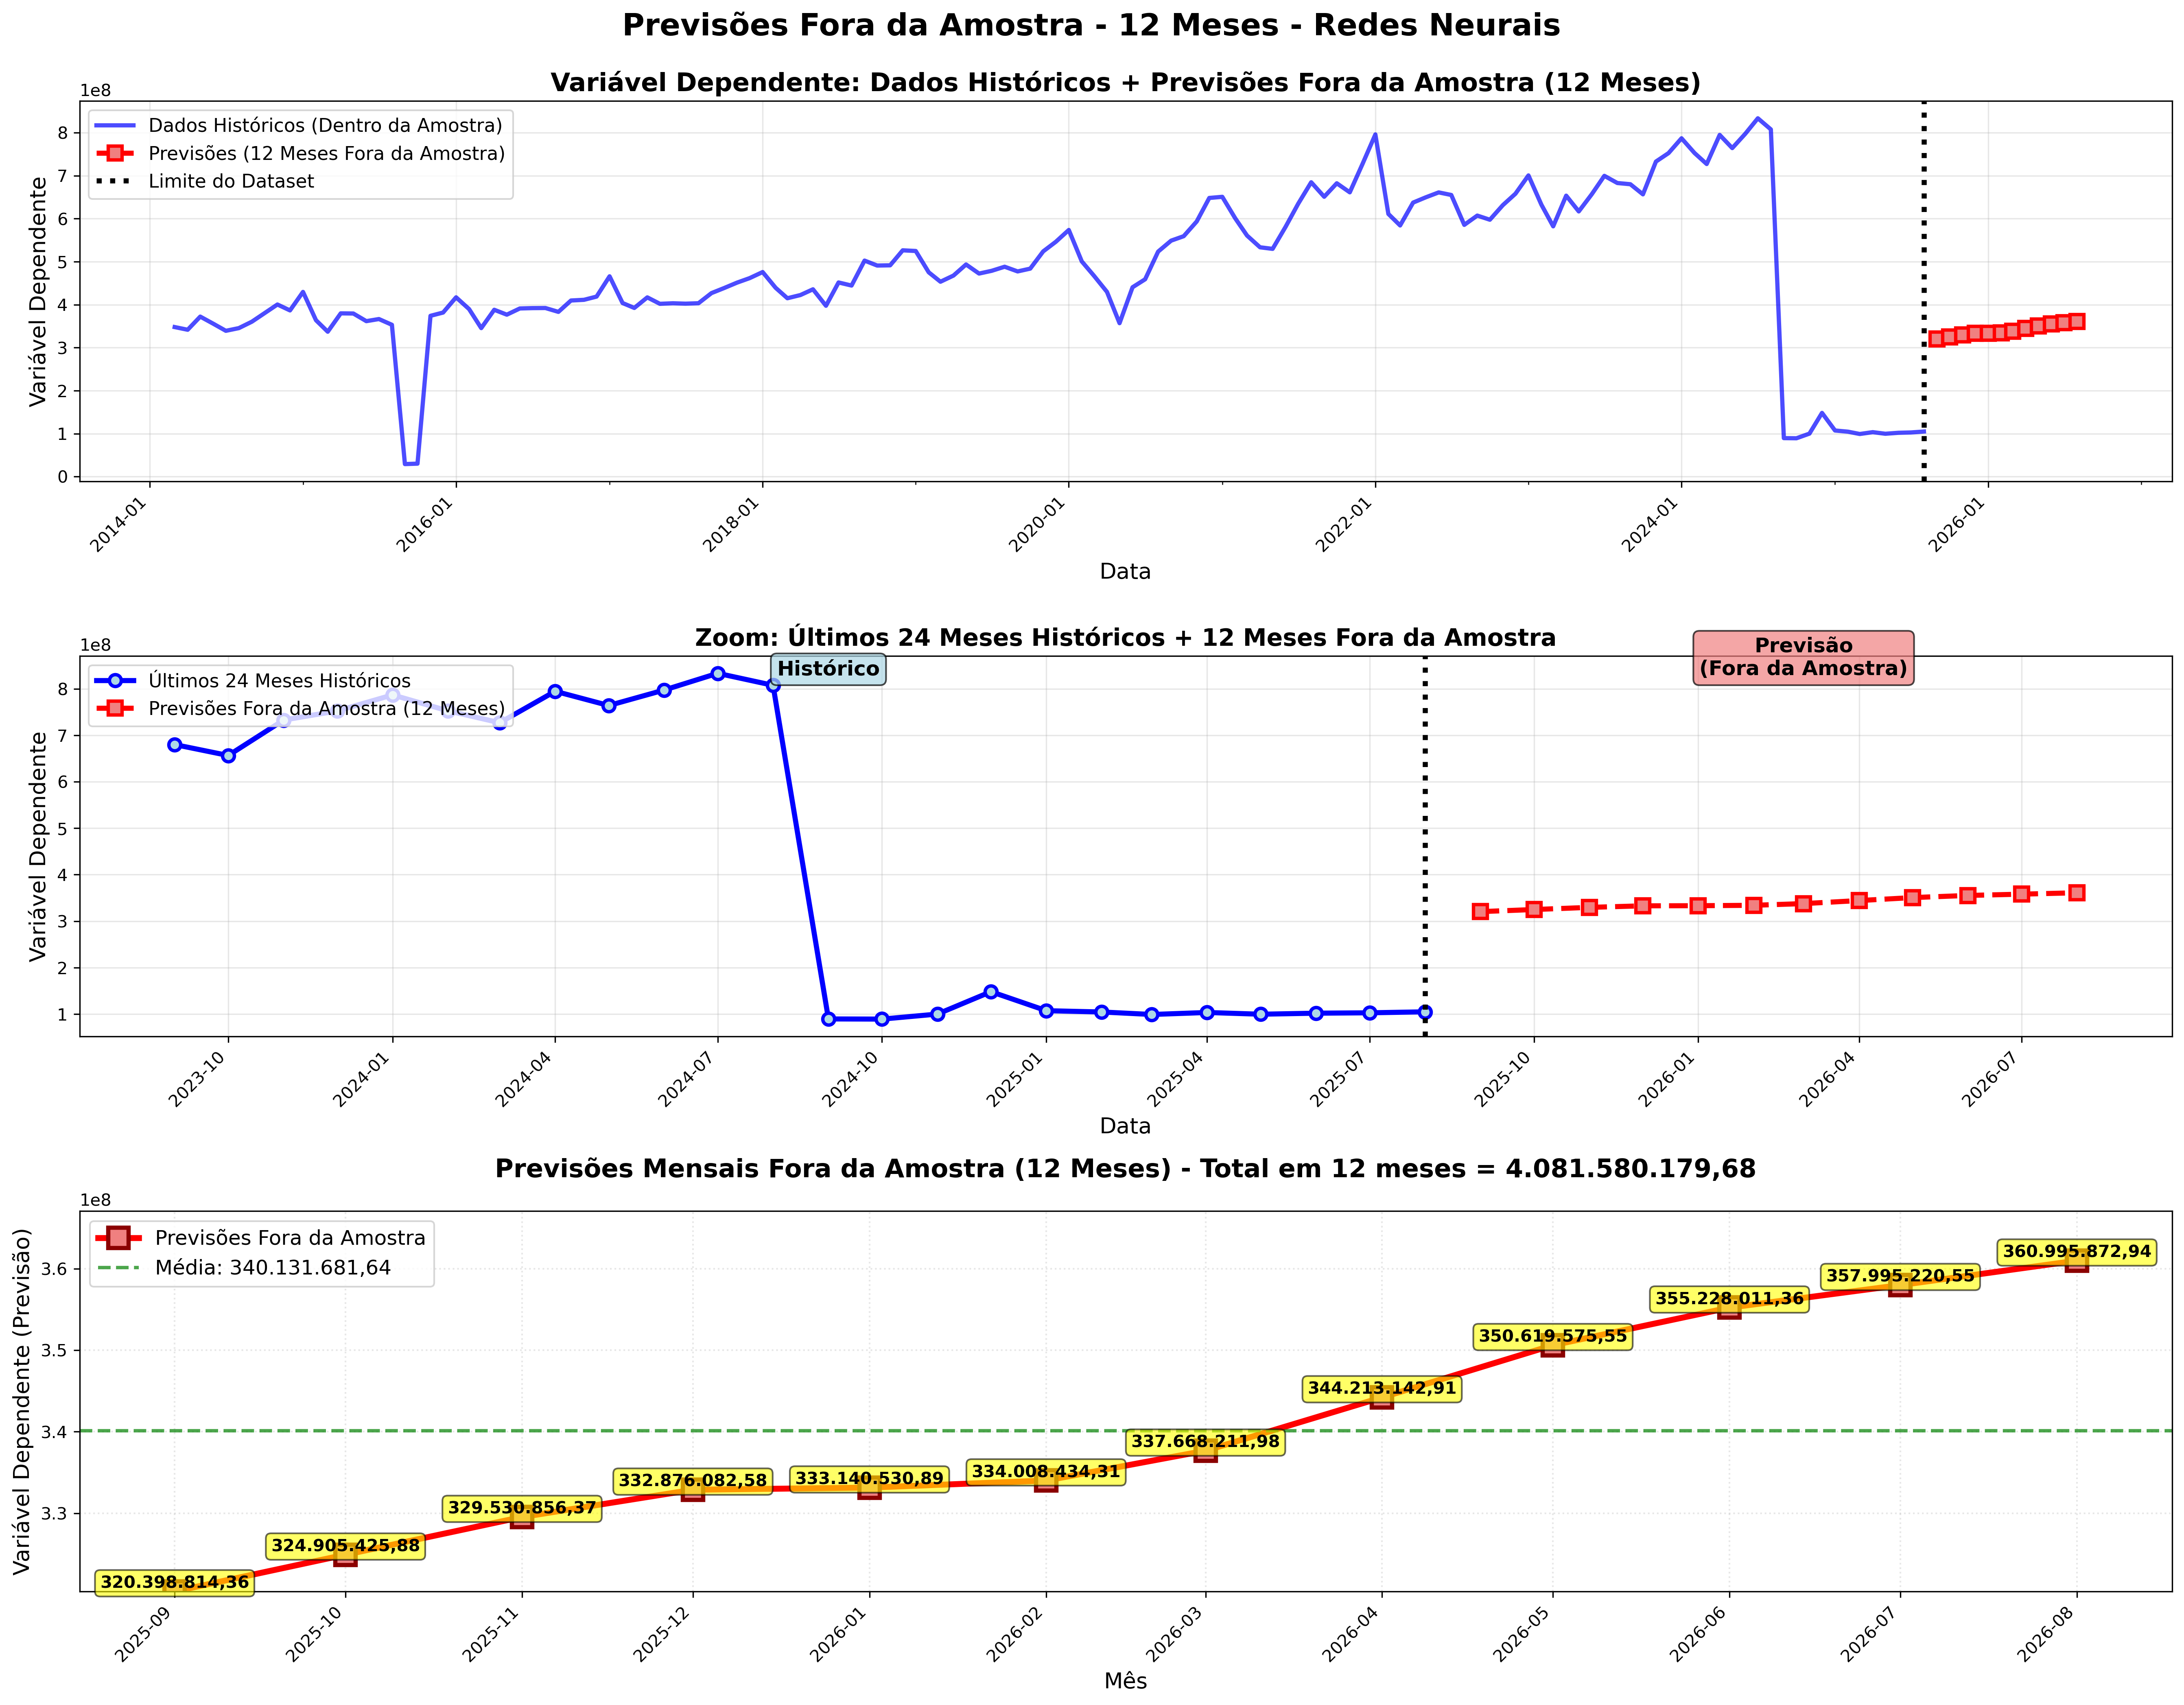 Previsões Fora da Amostra - 12 Meses - Redes Neurais
Variável Dependente: Dados Históricos + Previsões Fora da Amostra (12 Meses)
1e8
Dados Históricos (Dentro da Amostra)
Previsões (12 Meses Fora da Amostra)
Limite do Dataset
Variável Dependente
8
7
6
5
4
3
2
1
0
2014-01
2016-01
2018-01
2020-01
2022-01
2024-01
2026-01
Data
Zoom: Últimos 24 Meses Históricos + 12 Meses Fora da Amostra
1e8
Histórico
Previsão
(Fora da Amostra)
Últimos 24 Meses Históricos
Previsões Fora da Amostra (12 Meses)
Variável Dependente
8
7
6
5
4
3
2
1
2023-10
2024-01
2024-04
2024-07
2024-10
2025-01
2025-04
2025-07
2025-10
2026-01
2026-04
2026-07
Data
Previsões Mensais Fora da Amostra (12 Meses) - Total em 12 meses = 4.081.580.179,68
1e8
Previsões Fora da Amostra
Média: 340.131.681,64
Variável Dependente (Previsão)
3.6
3.5
3.4
3.3
320.398.814,36
324.905.425,88
329.530.856,37
332.876.082,58
333.140.530,89
334.008.434,31
337.668.211,98
344.213.142,91
350.619.575,55
355.228.011,36
357.995.220,55
360.995.872,94
2025-09
2025-10
2025-11
2025-12
2026-01
2026-02
2026-03
2026-04
2026-05
2026-06
2026-07
2026-08
Mês